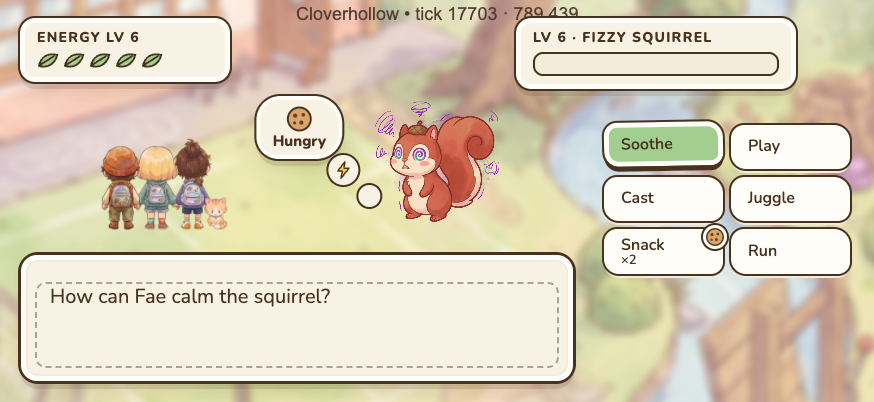 Cloverhollow • tick 17703 · 789,439
ENERGY LV 6
LV 6 · FIZZY SQUIRREL
Hungry
Soothe
Play
Cast
Juggle
Snack
×2
Run
How can Fae calm the squirrel?